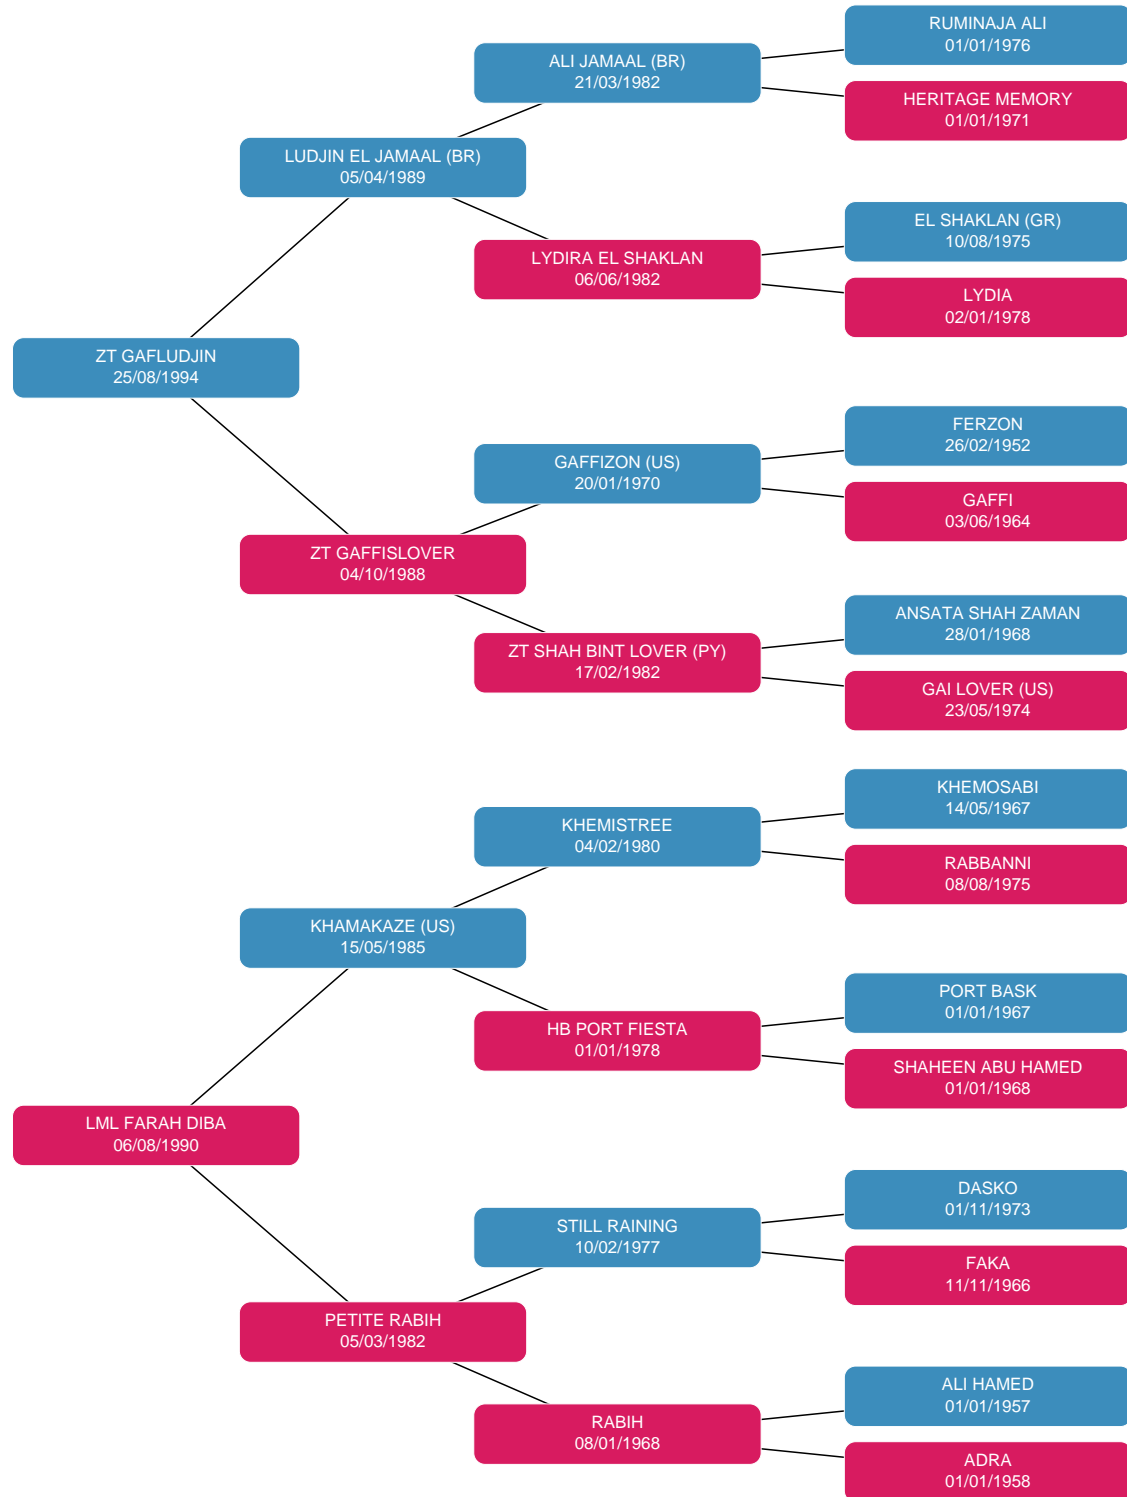 RUMINAJA ALI
01/01/1976
ALI JAMAAL (BR)
21/03/1982
HERITAGE MEMORY
01/01/1971
LUDJIN EL JAMAAL (BR)
05/04/1989
EL SHAKLAN (GR)
10/08/1975
LYDIRA EL SHAKLAN
06/06/1982
LYDIA
02/01/1978
ZT GAFLUDJIN
25/08/1994
FERZON
26/02/1952
GAFFIZON (US)
20/01/1970
GAFFI
03/06/1964
ZT GAFFISLOVER
04/10/1988
ANSATA SHAH ZAMAN
28/01/1968
ZT SHAH BINT LOVER (PY)
17/02/1982
GAI LOVER (US)
23/05/1974
KHEMOSABI
14/05/1967
KHEMISTREE
04/02/1980
RABBANNI
08/08/1975
KHAMAKAZE (US)
15/05/1985
PORT BASK
01/01/1967
HB PORT FIESTA
01/01/1978
SHAHEEN ABU HAMED
01/01/1968
LML FARAH DIBA
06/08/1990
DASKO
01/11/1973
STILL RAINING
10/02/1977
FAKA
11/11/1966
PETITE RABIH
05/03/1982
ALI HAMED
01/01/1957
RABIH
08/01/1968
ADRA
01/01/1958